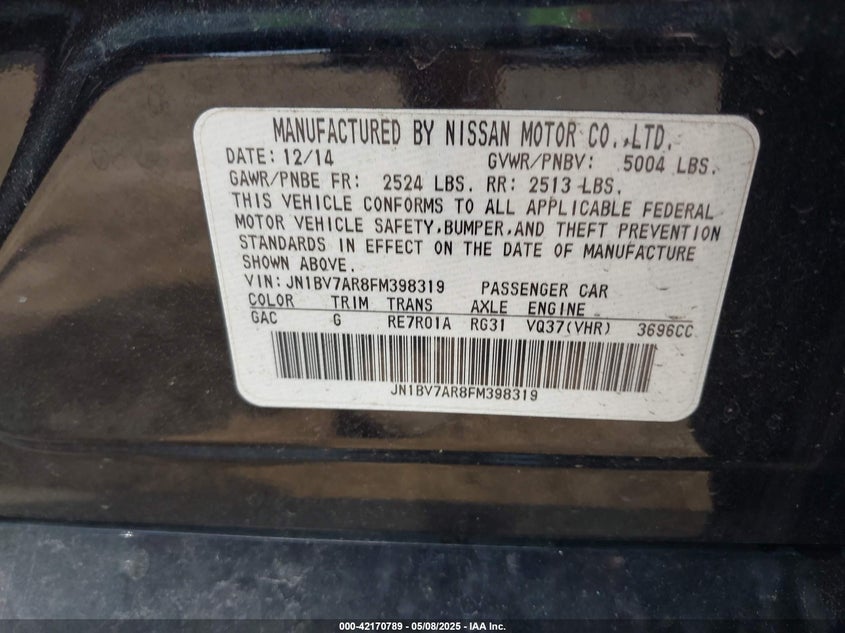 MANUFACTURED BY NISSAN MOTOR CO.,LTD.
DATE: 12/14 GVWR/PNBV: 5004 LBS.
GAWR/PNBE FR: 2524 LBS. RR: 2513 LBS.
THIS VEHICLE CONFORMS TO ALL APPLICABLE FEDERAL
MOTOR VEHICLE SAFETY,BUMPER,AND THEFT PREVENTION
STANDARDS IN EFFECT ON THE DATE OF MANUFACTURE
SHOWN ABOVE.
VIN: JN1BV7AR8FM398319 PASSENGER CAR
COLOR TRIM TRANS AXLE ENGINE
GAC G RE7R01A RG31 VQ37(VHR) 3696CC
JN1BV7AR8FM398319
000-42170789 - 05/08/2025 - IAA Inc.